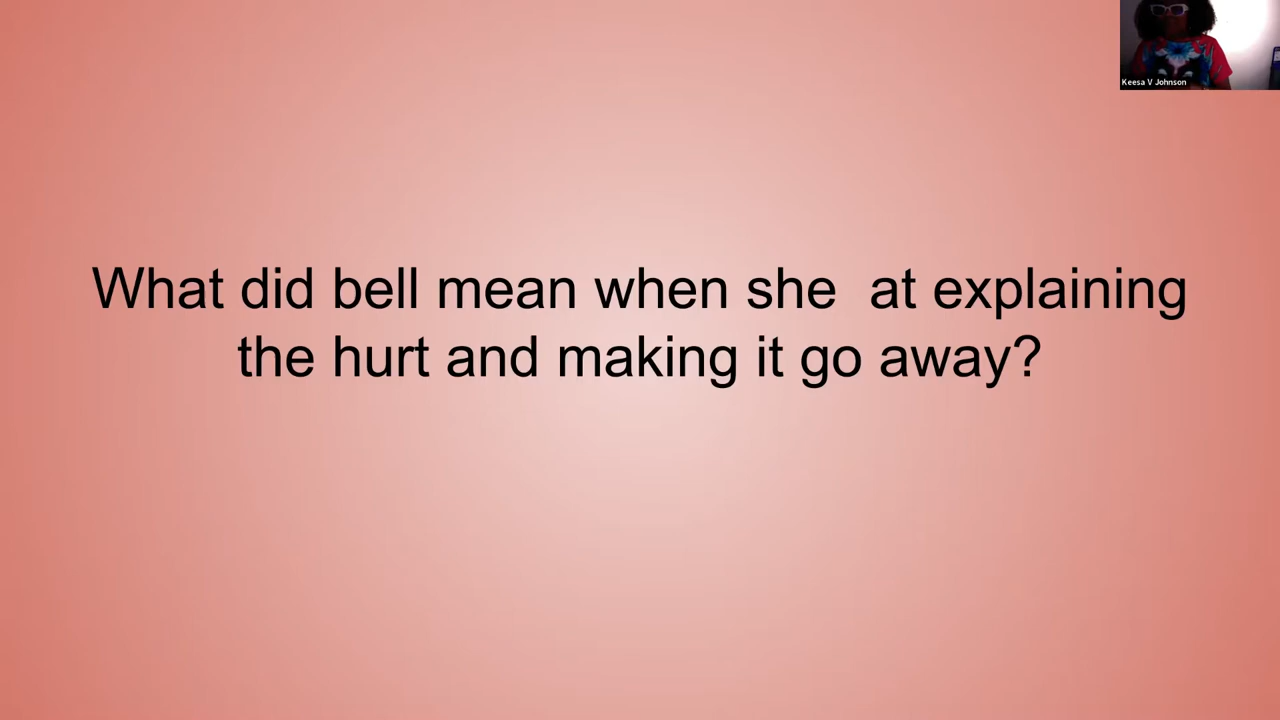 Keesa V Johnson
What did bell mean when she  at explaining
the hurt and making it go away?